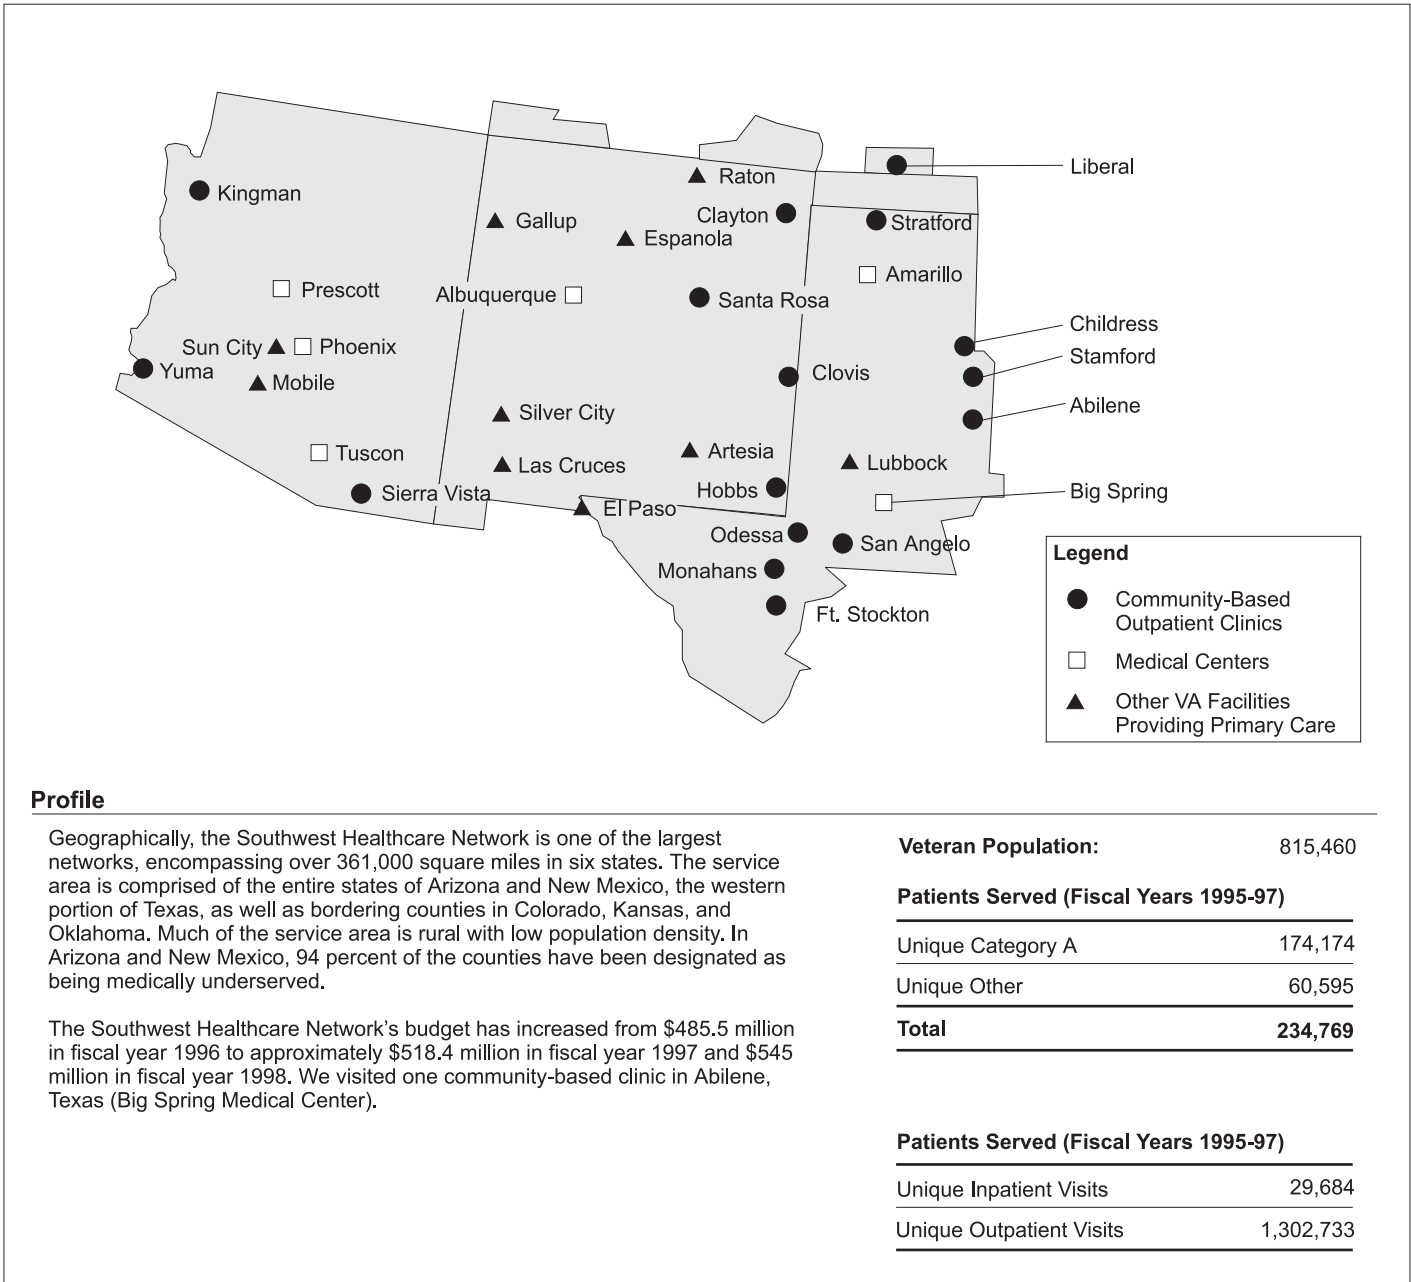 Liberal
Raton
Kingman
Clayton
Gallup
Stratford
Espanola
Amarillo
Prescott
Albuquerque
Santa Rosa
Childress
Sun City
Phoenix
Stamford
Yuma
Clovis
Mobile
Abilene
Silver City
Tuscon
Artesia
Las Cruces
Lubbock
Sierra Vista
Hobbs
Big Spring
El Paso
Odessa
San Angelo
Monahans
Ft. Stockton
Legend
Community-Based
Outpatient Clinics
Medical Centers
Other VA Facilities
Providing Primary Care
Profile
Geographically, the Southwest Healthcare Network is one of the largest
networks, encompassing over 361,000 square miles in six states. The service
area is comprised of the entire states of Arizona and New Mexico, the western
portion of Texas, as well as bordering counties in Colorado, Kansas, and
Oklahoma. Much of the service area is rural with low population density. In
Arizona and New Mexico, 94 percent of the counties have been designated as
being medically underserved.
The Southwest Healthcare Network's budget has increased from $485.5 million
in fiscal year 1996 to approximately $518.4 million in fiscal year 1997 and $545
million in fiscal year 1998. We visited one community-based clinic in Abilene,
Texas (Big Spring Medical Center).
Veteran Population: 815,460
Patients Served (Fiscal Years 1995-97)
Unique Category A 174,174
Unique Other 60,595
Total 234,769
Patients Served (Fiscal Years 1995-97)
Unique Inpatient Visits 29,684
Unique Outpatient Visits 1,302,733